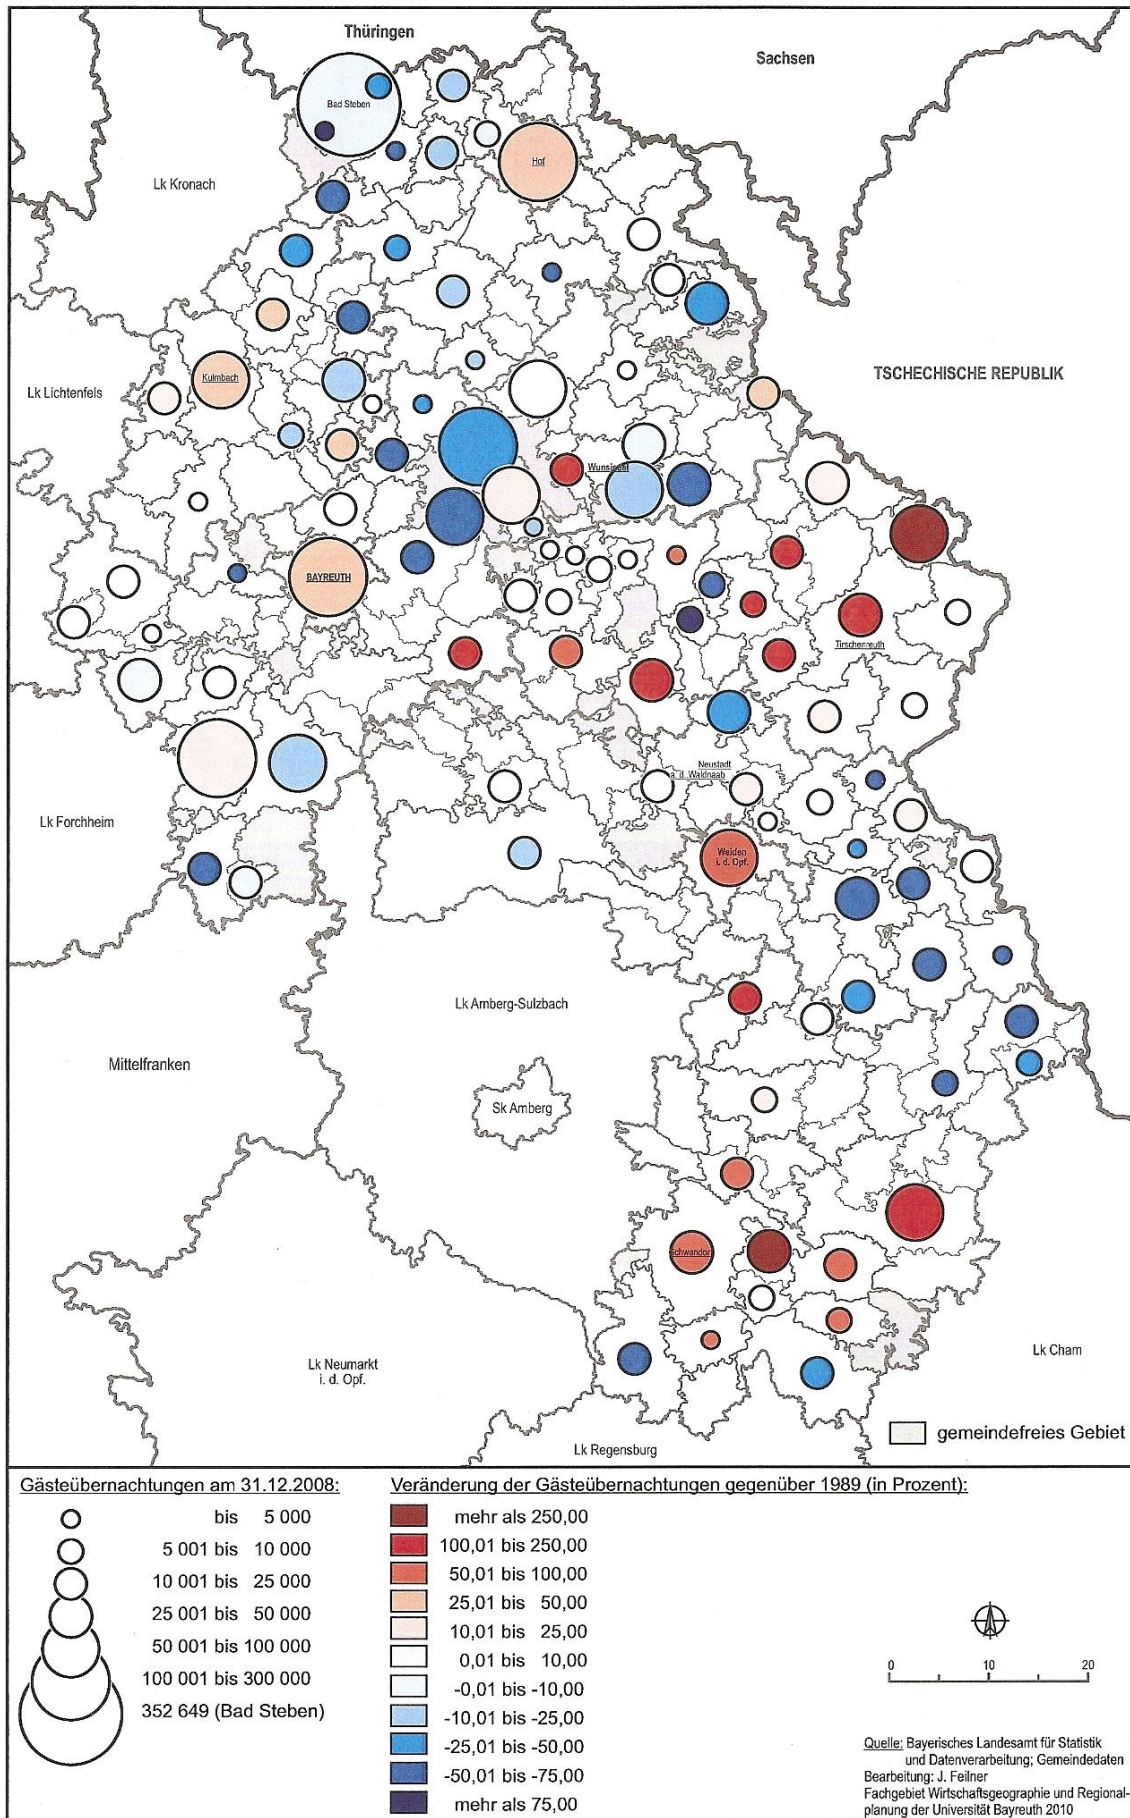 Thüringen
Sachsen
Bad Steben
Hof
Lk Kronach
TSCHECHISCHE REPUBLIK
Kulmbach
Lk Lichtenfels
Wunsiedel
BAYREUTH
Tirschenreuth
Neustadt
a. d. Waldnaab
Lk Forchheim
Weiden
i. d. Opf.
Lk Amberg-Sulzbach
Mittelfranken
Sk Amberg
Schwandorf
Lk Cham
Lk Neumarkt
i. d. Opf.
gemeindefreies Gebiet
Lk Regensburg
Gästeübernachtungen am 31.12.2008:
bis 5 000
5 001 bis 10 000
10 001 bis 25 000
25 001 bis 50 000
50 001 bis 100 000
100 001 bis 300 000
352 649 (Bad Steben)
Veränderung der Gästeübernachtungen gegenüber 1989 (in Prozent):
mehr als 250,00
100,01 bis 250,00
50,01 bis 100,00
25,01 bis 50,00
10,01 bis 25,00
0,01 bis 10,00
-0,01 bis -10,00
-10,01 bis -25,00
-25,01 bis -50,00
-50,01 bis -75,00
mehr als 75,00
0 10 20
Quelle: Bayerisches Landesamt für Statistik
und Datenverarbeitung; Gemeindedaten
Bearbeitung: J. Feilner
Fachgebiet Wirtschaftsgeographie und Regional-
planung der Universität Bayreuth 2010